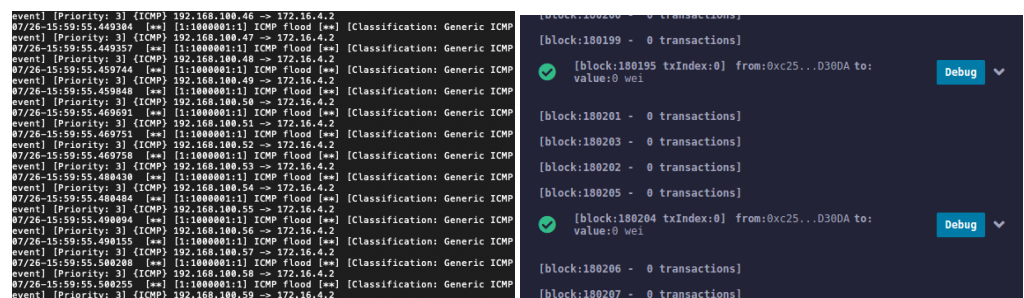 event] [Priority: 3] {ICMP} 192.168.100.46 -> 172.16.4.2
07/26-15:59:55.449304  [**] [1:1000001:1] ICMP flood [**] [Classification: Generic ICMP
event] [Priority: 3] {ICMP} 192.168.100.47 -> 172.16.4.2
07/26-15:59:55.449357  [**] [1:1000001:1] ICMP flood [**] [Classification: Generic ICMP
event] [Priority: 3] {ICMP} 192.168.100.48 -> 172.16.4.2
07/26-15:59:55.459744  [**] [1:1000001:1] ICMP flood [**] [Classification: Generic ICMP
event] [Priority: 3] {ICMP} 192.168.100.49 -> 172.16.4.2
07/26-15:59:55.459848  [**] [1:1000001:1] ICMP flood [**] [Classification: Generic ICMP
event] [Priority: 3] {ICMP} 192.168.100.50 -> 172.16.4.2
07/26-15:59:55.469691  [**] [1:1000001:1] ICMP flood [**] [Classification: Generic ICMP
event] [Priority: 3] {ICMP} 192.168.100.51 -> 172.16.4.2
07/26-15:59:55.469751  [**] [1:1000001:1] ICMP flood [**] [Classification: Generic ICMP
event] [Priority: 3] {ICMP} 192.168.100.52 -> 172.16.4.2
07/26-15:59:55.469758  [**] [1:1000001:1] ICMP flood [**] [Classification: Generic ICMP
event] [Priority: 3] {ICMP} 192.168.100.53 -> 172.16.4.2
07/26-15:59:55.480430  [**] [1:1000001:1] ICMP flood [**] [Classification: Generic ICMP
event] [Priority: 3] {ICMP} 192.168.100.54 -> 172.16.4.2
07/26-15:59:55.480484  [**] [1:1000001:1] ICMP flood [**] [Classification: Generic ICMP
event] [Priority: 3] {ICMP} 192.168.100.55 -> 172.16.4.2
07/26-15:59:55.490094  [**] [1:1000001:1] ICMP flood [**] [Classification: Generic ICMP
event] [Priority: 3] {ICMP} 192.168.100.56 -> 172.16.4.2
07/26-15:59:55.490155  [**] [1:1000001:1] ICMP flood [**] [Classification: Generic ICMP
event] [Priority: 3] {ICMP} 192.168.100.57 -> 172.16.4.2
07/26-15:59:55.500208  [**] [1:1000001:1] ICMP flood [**] [Classification: Generic ICMP
event] [Priority: 3] {ICMP} 192.168.100.58 -> 172.16.4.2
07/26-15:59:55.500255  [**] [1:1000001:1] ICMP flood [**] [Classification: Generic ICMP
event] [Priority: 3] {ICMP} 192.168.100.59 -> 172.16.4.2
[block:180200 - 0 transactions]
[block:180199 - 0 transactions]
[block:180195 txIndex:0] from:0xc25...D30DA to:
value:0 wei
Debug
[block:180201 - 0 transactions]
[block:180203 - 0 transactions]
[block:180202 - 0 transactions]
[block:180205 - 0 transactions]
[block:180204 txIndex:0] from:0xc25...D30DA to:
value:0 wei
Debug
[block:180206 - 0 transactions]
[block:180207 - 0 transactions]